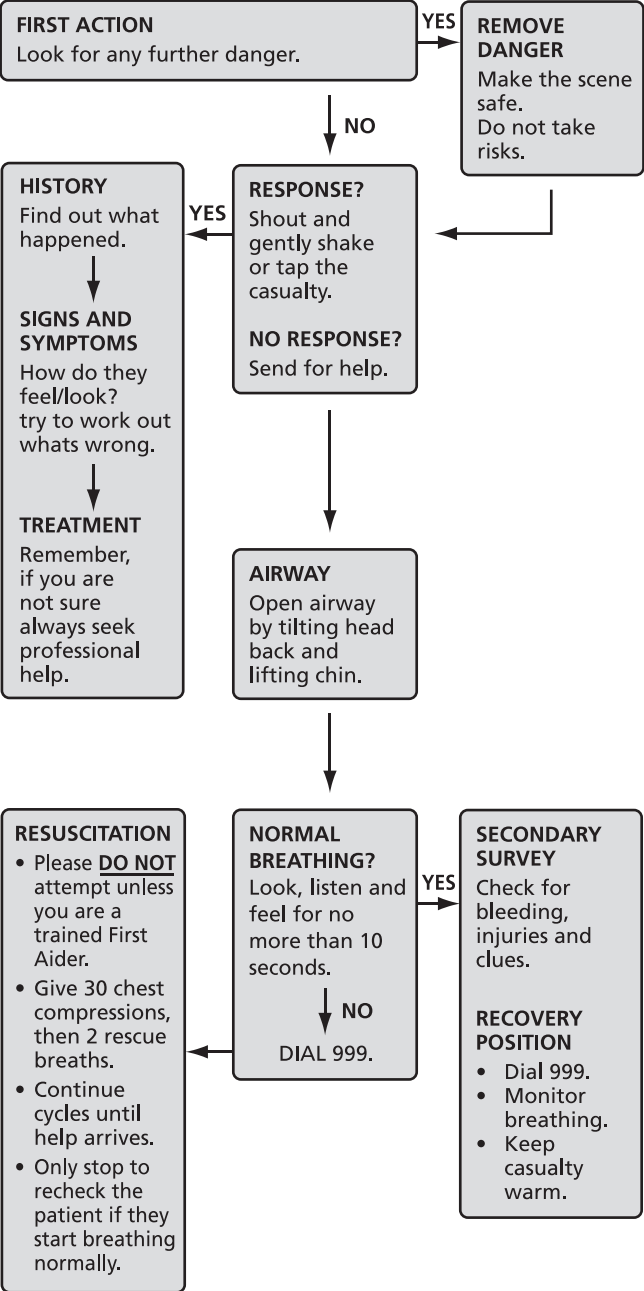 FIRST ACTION
Look for any further danger.
YES
REMOVE
DANGER
Make the scene
safe.
Do not take
risks.
NO
HISTORY
Find out what
happened.
SIGNS AND
SYMPTOMS
How do they
feel/look?
try to work out
whats wrong.
TREATMENT
Remember,
if you are
not sure
always seek
professional
help.
YES
RESPONSE?
Shout and
gently shake
or tap the
casualty.
NO RESPONSE?
Send for help.
AIRWAY
Open airway
by tilting head
back and
lifting chin.
RESUSCITATION
• Please DO NOT
attempt unless
you are a
trained First
Aider.
• Give 30 chest
compressions,
then 2 rescue
breaths.
• Continue
cycles until
help arrives.
• Only stop to
recheck the
patient if they
start breathing
normally.
NORMAL
BREATHING?
Look, listen and
feel for no
more than 10
seconds.
NO
DIAL 999.
YES
SECONDARY
SURVEY
Check for
bleeding,
injuries and
clues.
RECOVERY
POSITION
• Dial 999.
• Monitor
breathing.
• Keep
casualty
warm.